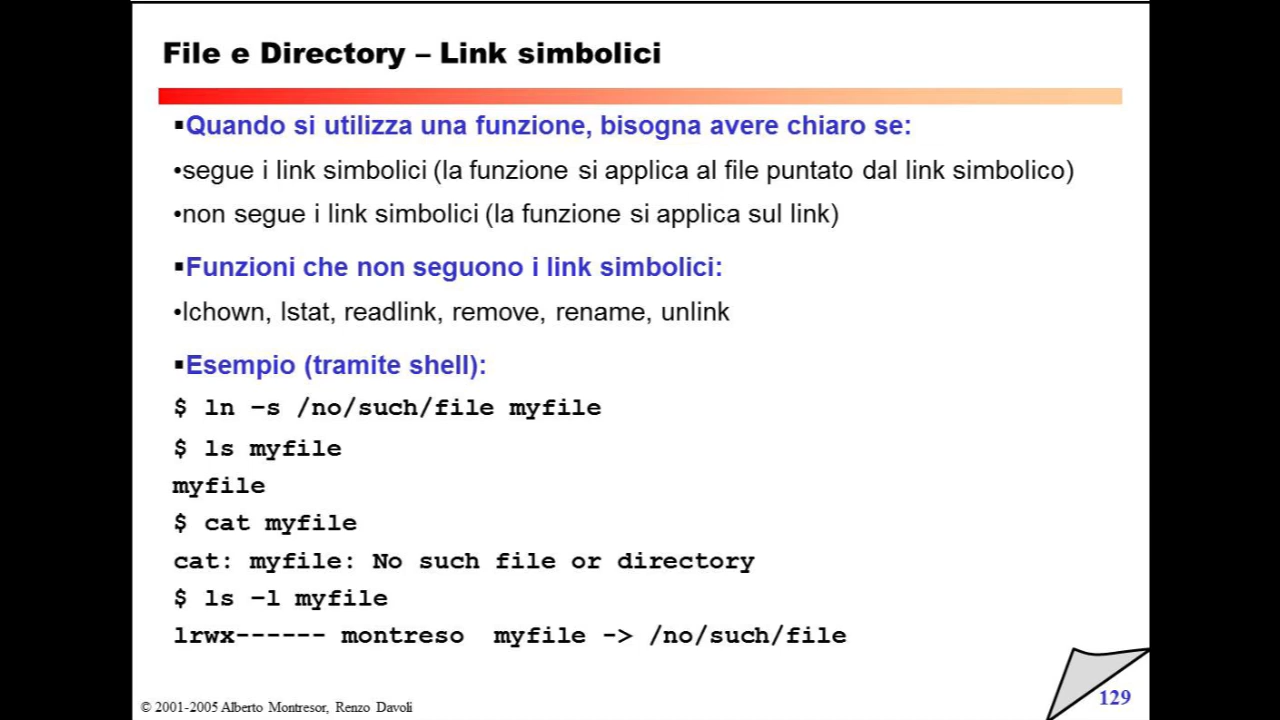 File e Directory – Link simbolici
▪Quando si utilizza una funzione, bisogna avere chiaro se:
•segue i link simbolici (la funzione si applica al file puntato dal link simbolico)
•non segue i link simbolici (la funzione si applica sul link)
▪Funzioni che non seguono i link simbolici:
•lchown, lstat, readlink, remove, rename, unlink
▪Esempio (tramite shell):
$ ln –s /no/such/file myfile
$ ls myfile
myfile
$ cat myfile
cat: myfile: No such file or directory
$ ls –l myfile
lrwx------ montreso  myfile -> /no/such/file
© 2001-2005 Alberto Montresor, Renzo Davoli
129